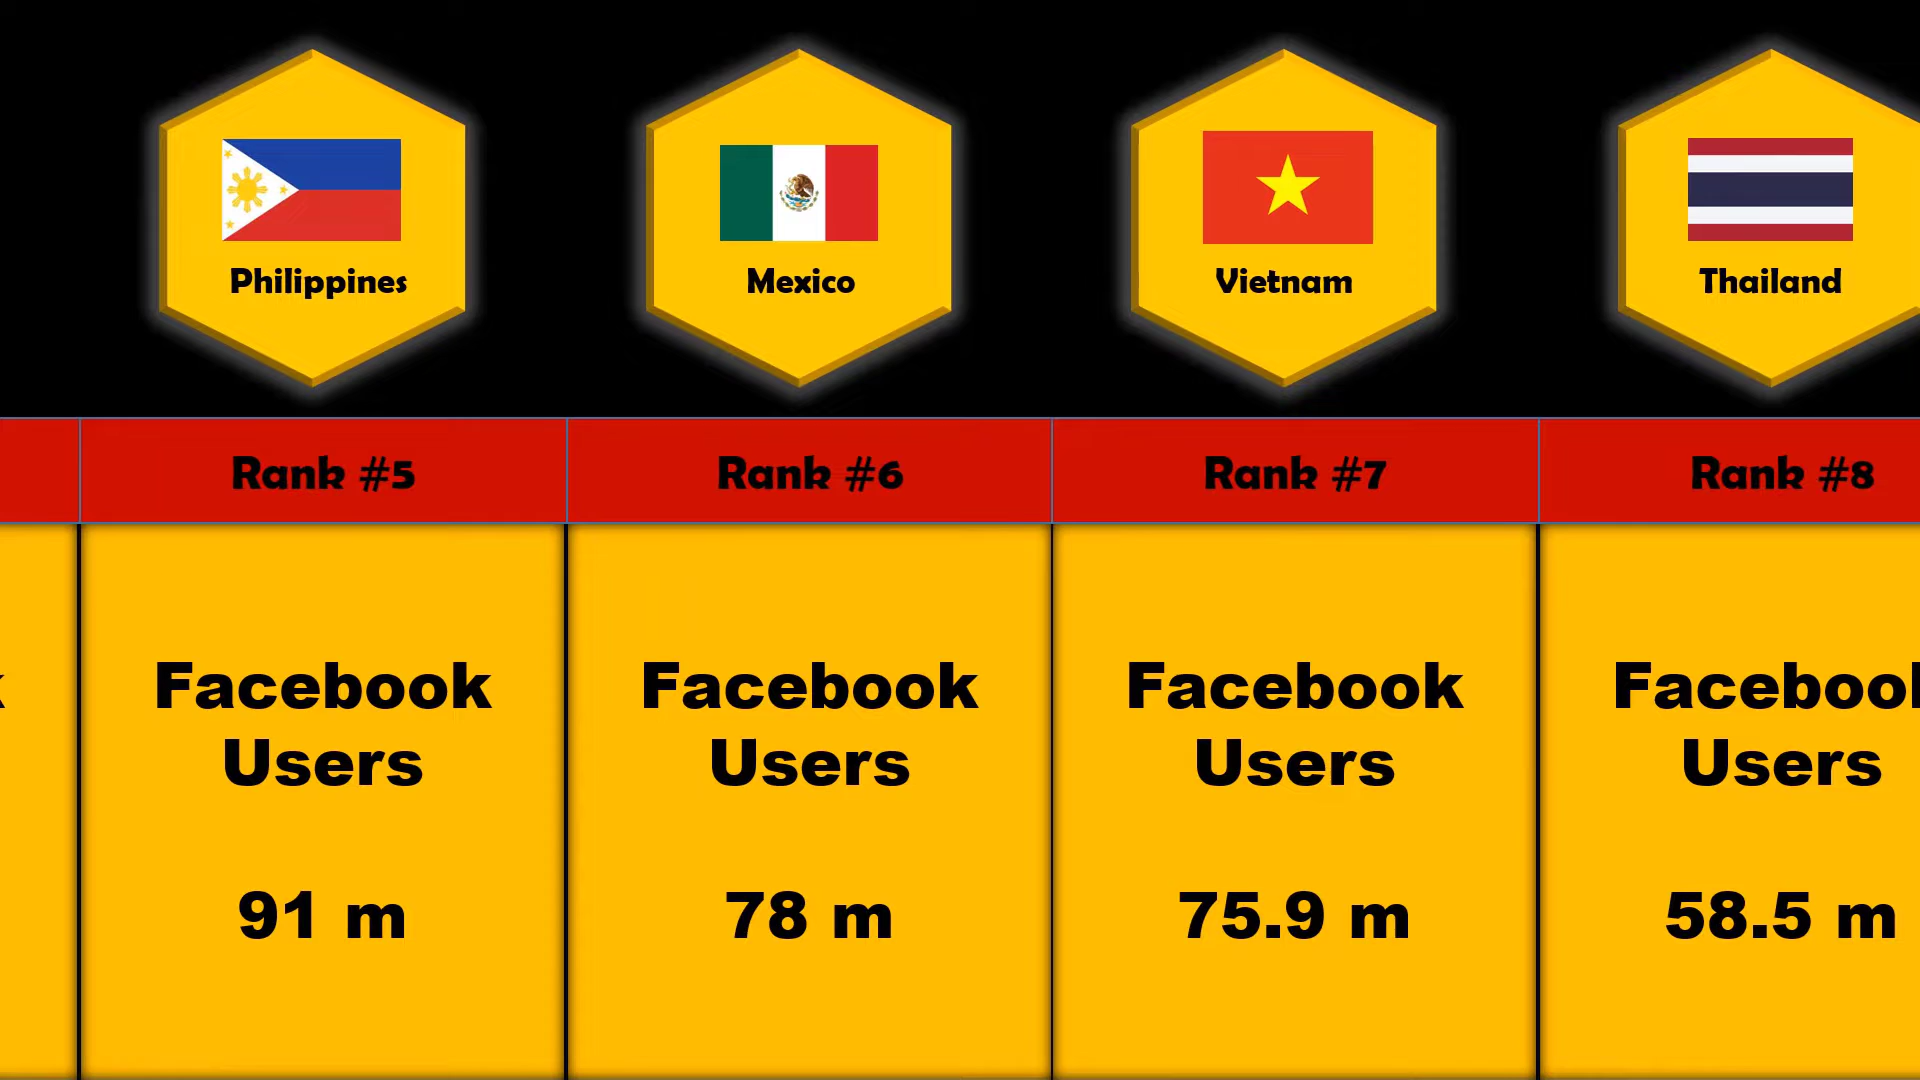 Philippines
Mexico
Vietnam
Thailand
Rank #5
Rank #6
Rank #7
Rank #8
Facebook
Users
91 m
Facebook
Users
78 m
Facebook
Users
75.9 m
Users
58.5 m